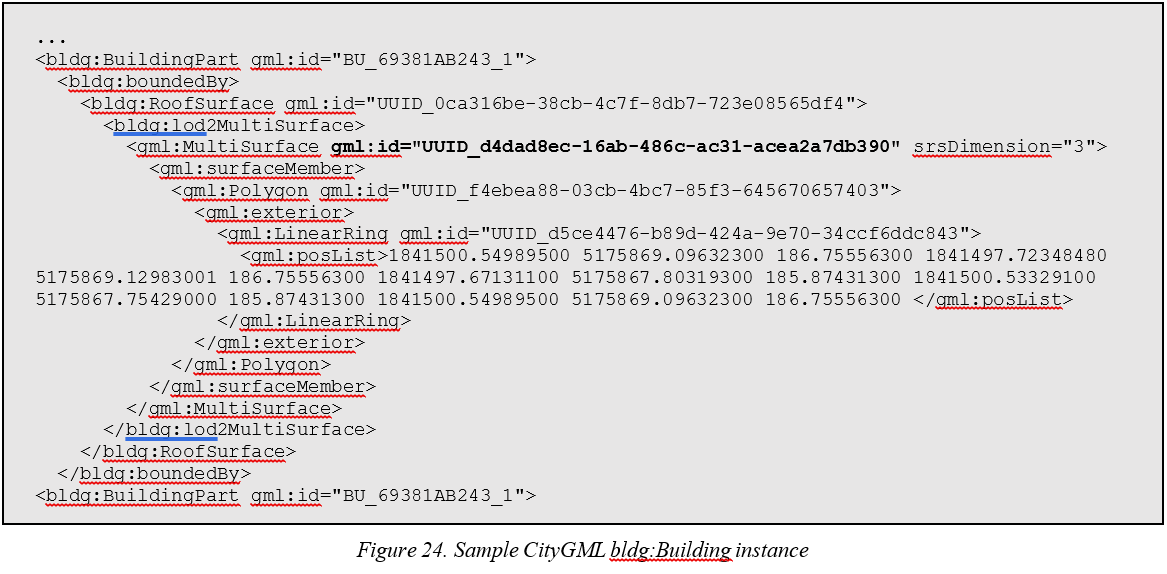 ...
<bldg:BuildingPart gml:id="BU_69381AB243_1">
<bldg:boundedBy>
<bldg:RoofSurface gml:id="UUID_0ca316be-38cb-4c7f-8db7-723e08565df4">
<bldg:lod2MultiSurface>
<gml:MultiSurface gml:id="UUID_d4dad8ec-16ab-486c-ac31-acea2a7db390" srsDimension="3">
<gml:surfaceMember>
<gml:Polygon gml:id="UUID_f4ebea88-03cb-4bc7-85f3-645670657403">
<gml:exterior>
<gml:LinearRing gml:id="UUID_d5ce4476-b89d-424a-9e70-34ccf6ddc843">
<gml:posList>1841500.54989500 5175869.09632300 186.75556300 1841497.72348480
5175869.12983001 186.75556300 1841497.67131100 5175867.80319300 185.87431300 1841500.53329100
5175867.75429000 185.87431300 1841500.54989500 5175869.09632300 186.75556300 </gml:posList>
</gml:LinearRing>
</gml:exterior>
</gml:Polygon>
</gml:surfaceMember>
</gml:MultiSurface>
</bldg:lod2MultiSurface>
</bldg:RoofSurface>
</bldg:boundedBy>
<bldg:BuildingPart gml:id="BU_69381AB243_1">
Figure 24. Sample CityGML bldg:Building instance